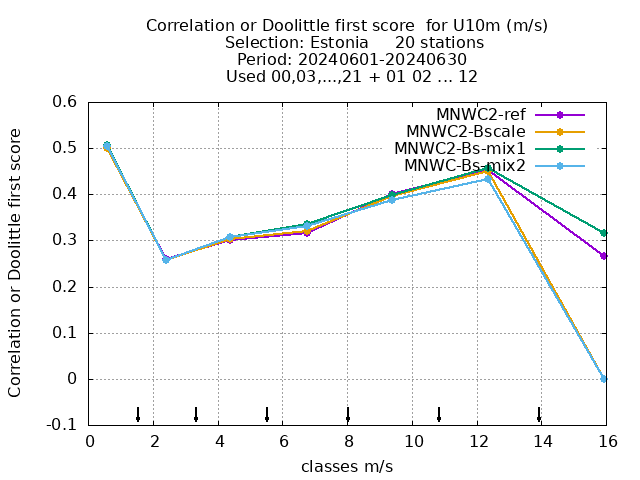 Correlation or Doolittle first score  for U10m (m/s)
Selection: Estonia     20 stations
Period: 20240601-20240630
Used 00,03,...,21 + 01 02 ... 12
Correlation or Doolittle first score
0.6
0.5
0.4
0.3
0.2
0.1
0
-0.1
MNWC2-ref
MNWC2-Bscale
MNWC2-Bs-mix1
MNWC-Bs-mix2
0 2 4 6 8 10 12 14 16
classes m/s